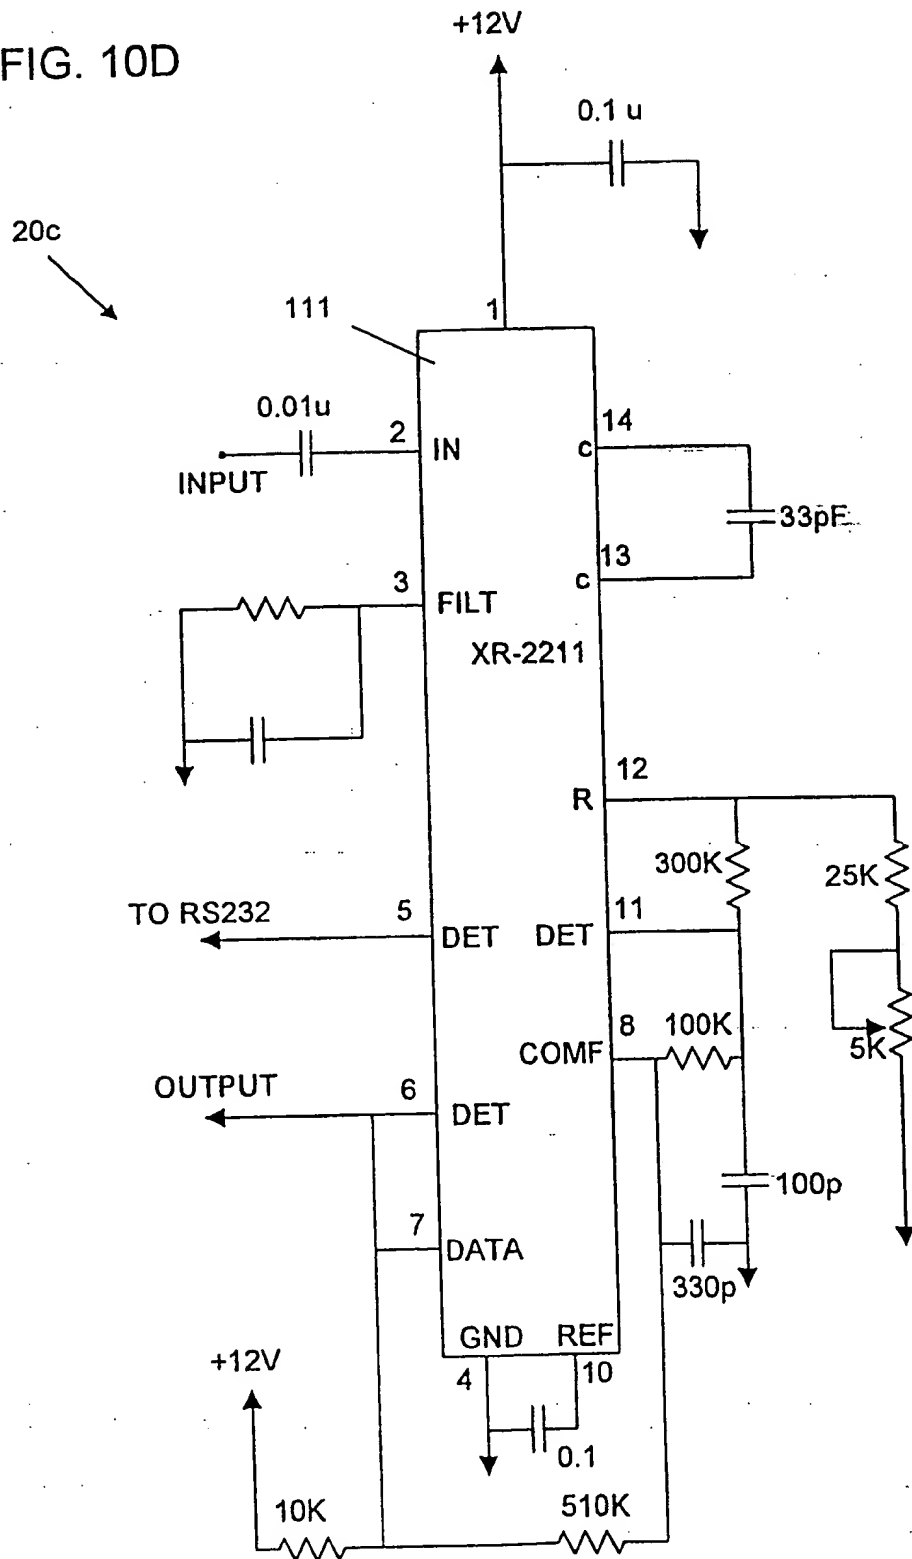 +12V
FIG. 10D
0.1 u
20c
1
111
0.01u
2
IN
14
c
INPUT
33pF
13
c
3
FILT
XR-2211
12
R
300K
25K
TO RS232
5
DET
11
DET
8
100K
COMF
5K
OUTPUT
6
DET
100p
7
DATA
330p
GND
REF
+12V
4
10
0.1
10K
510K